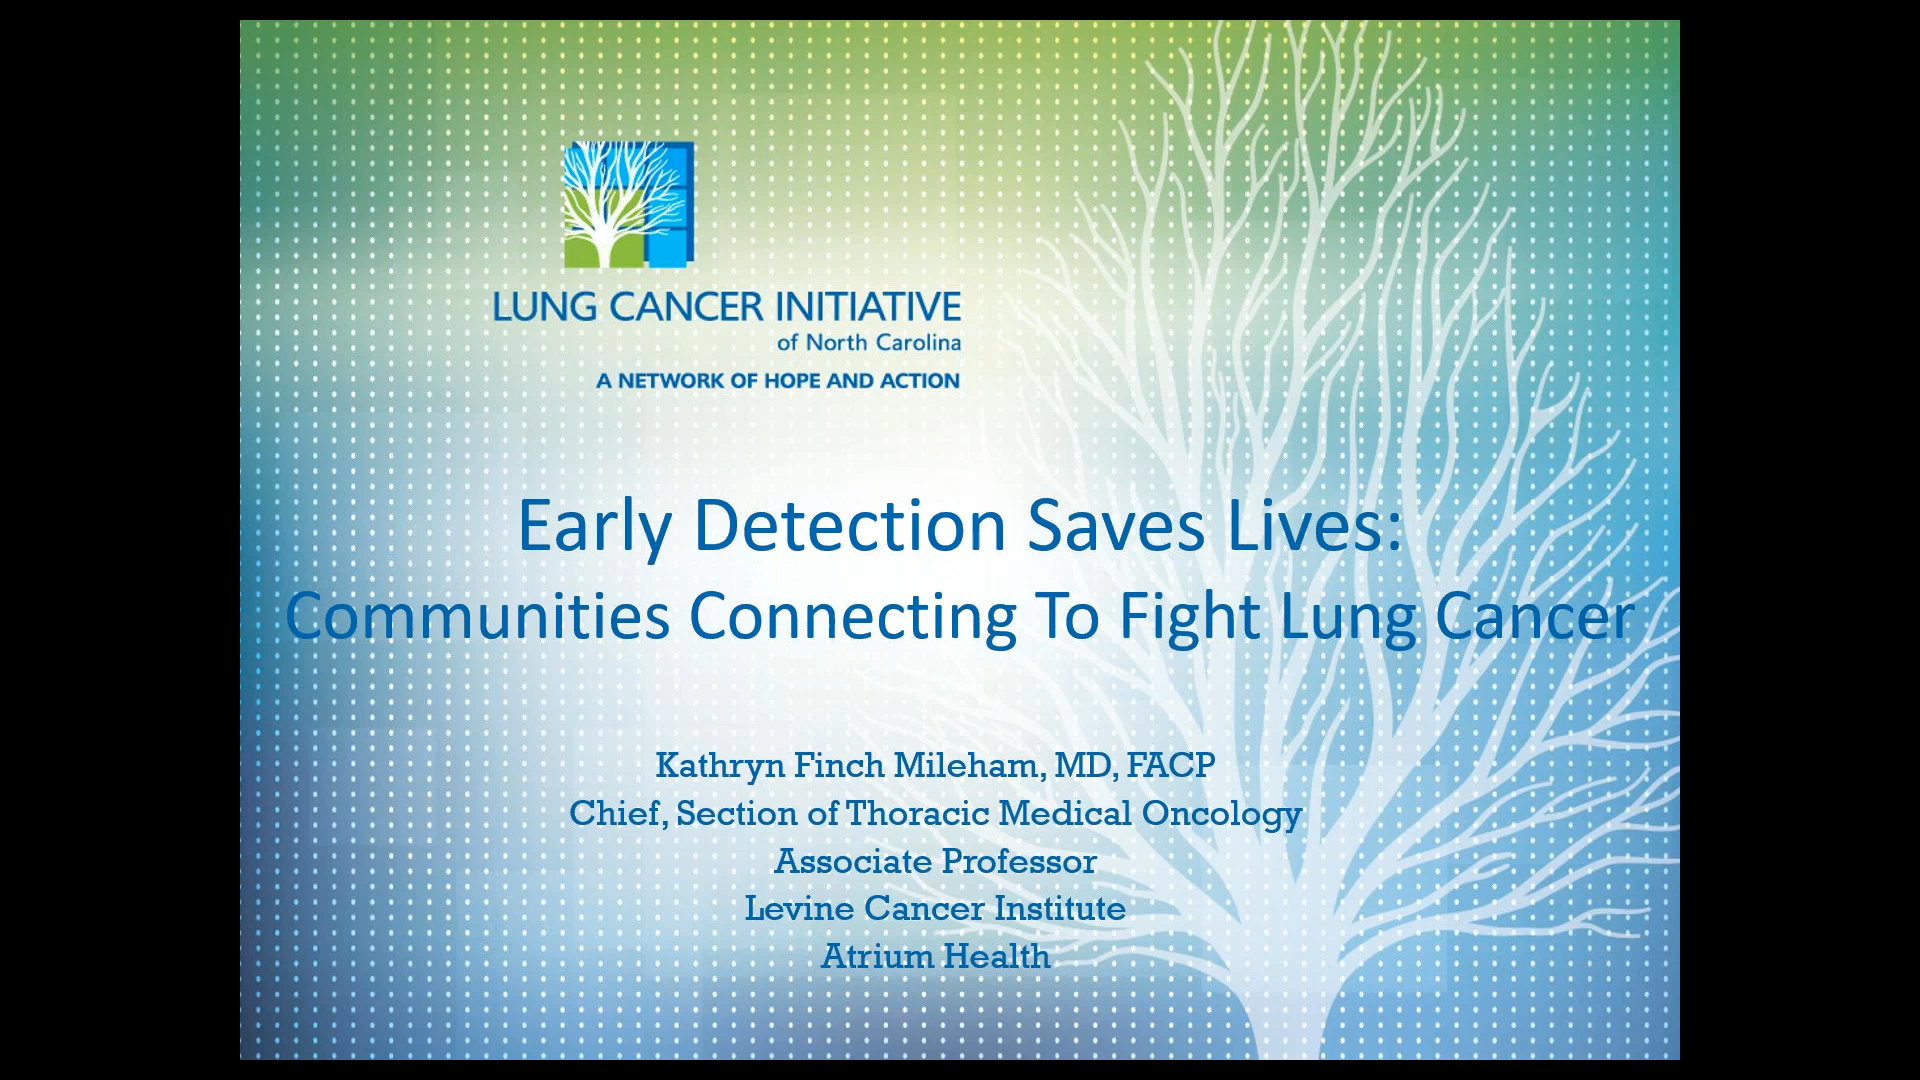 LUNG CANCER INITIATIVE
of North Carolina
A NETWORK OF HOPE AND ACTION
Early Detection Saves Lives:
Communities Connecting To Fight Lung Cancer
Kathryn Finch Mileham, MD, FACP
Chief, Section of Thoracic Medical Oncology
Associate Professor
Levine Cancer Institute
Atrium Health